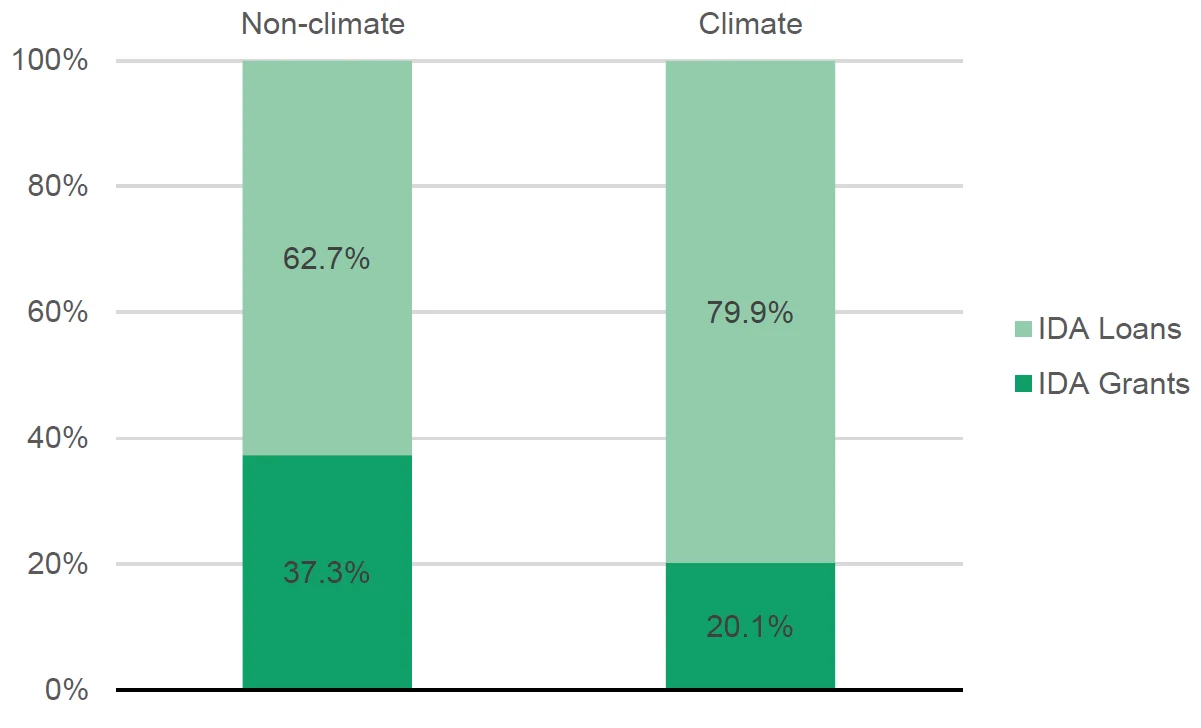 Non-climate
Climate
100%
80%
60%
40%
20%
0%
62.7%
37.3%
79.9%
20.1%
IDA Loans
IDA Grants